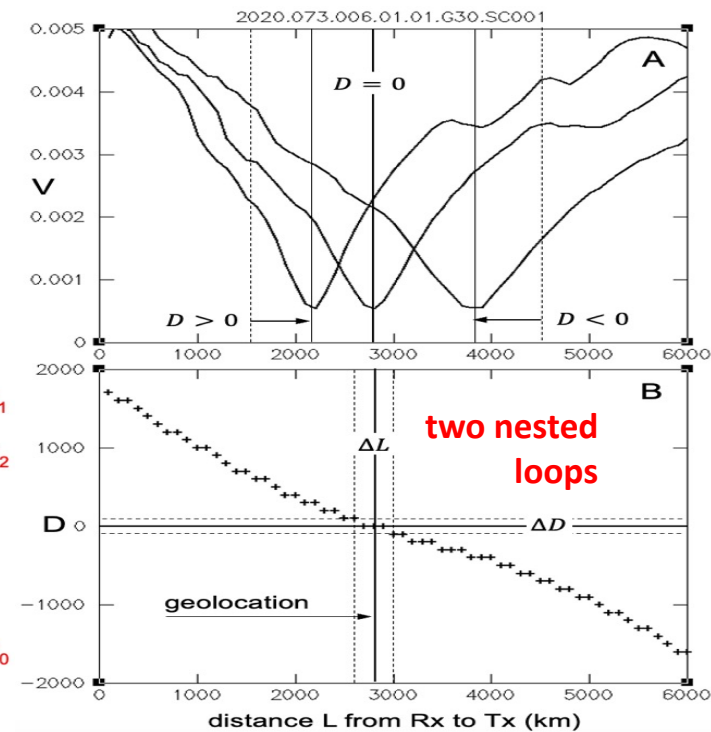 2020.073.006.01.01.G30.SC001
0.005
A
D = 0
0.004
0.003
V
0.002
0.001
D > 0
D < 0
0
0 1000 2000 3000 4000 5000 6000
2000
B
1
two nested
ΔL
loops
2
1000
D 0
ΔD
-1000
geolocation
0
-2000
0 1000 2000 3000 4000 5000 6000
distance L from Rx to Tx (km)